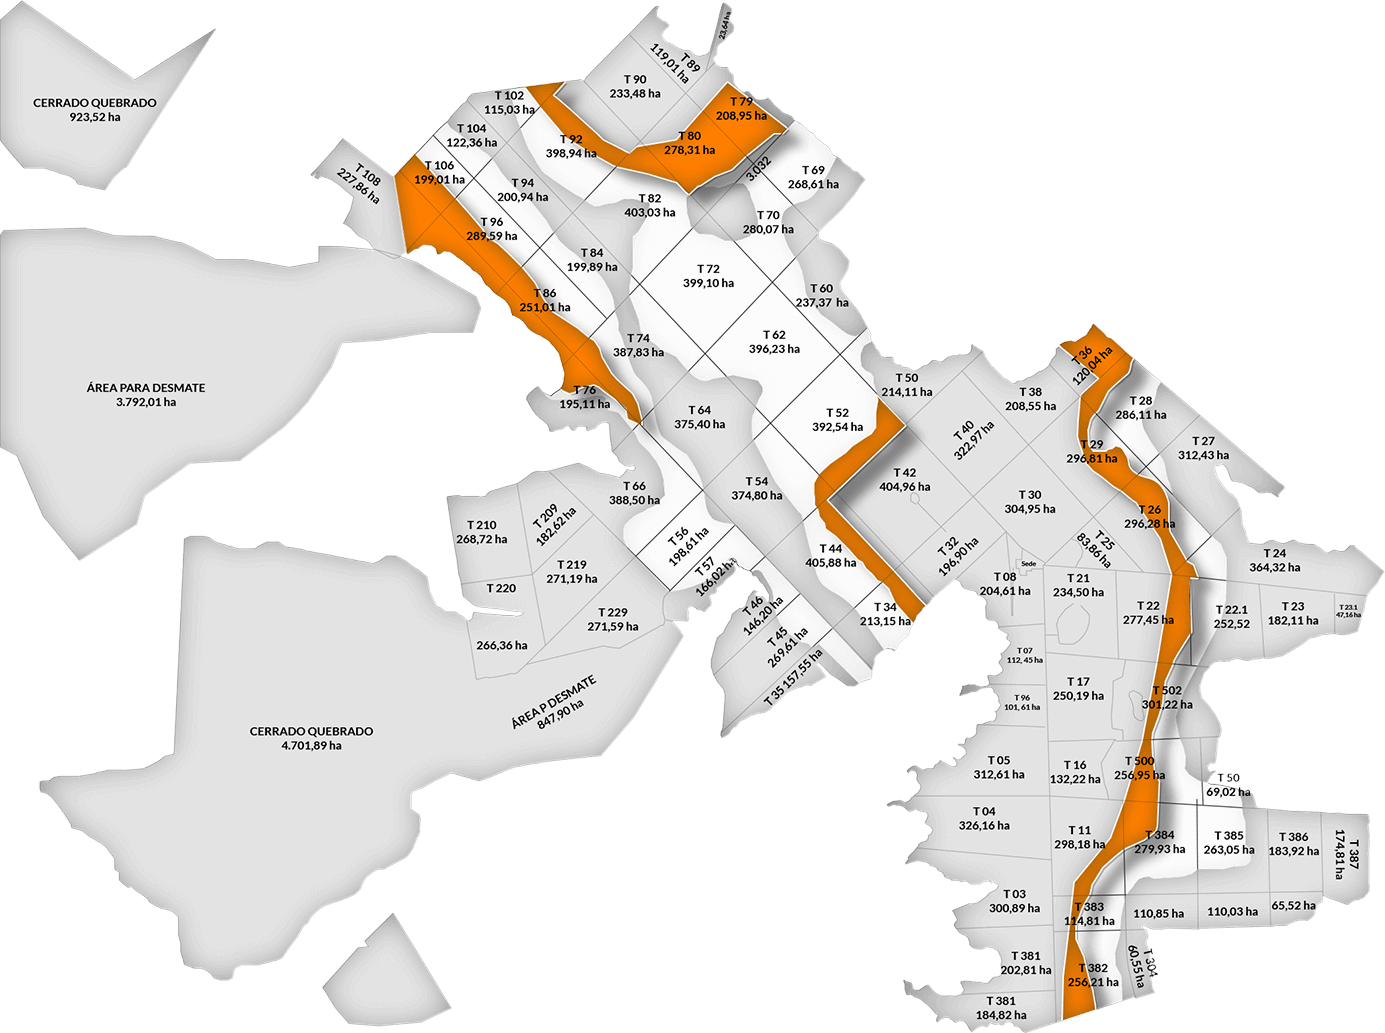 CERRADO QUEBRADO
923,52 ha
23,64 ha
T 89
119,01 ha
T 90
233,48 ha
T 102
115,03 ha
T 79
208,95 ha
T 104
122,36 ha
T 92
398,94 ha
T 80
278,31 ha
3.032
T 108
227,86 ha
T 106
199,01 ha
T 94
200,94 ha
T 69
268,61 ha
T 82
403,03 ha
T 96
289,59 ha
T 70
280,07 ha
T 84
199,89 ha
T 72
399,10 ha
T 86
251,01 ha
T 60
237,37 ha
T 74
387,83 ha
T 62
396,23 ha
ÁREA PARA DESMATE
3.792,01 ha
T 76
195,11 ha
T 64
375,40 ha
T 52
392,54 ha
T 50
214,11 ha
T 38
208,55 ha
T 36
120,04 ha
T 28
286,11 ha
T 40
322,97 ha
T 29
296,81 ha
T 27
312,43 ha
T 66
388,50 ha
T 54
374,80 ha
T 42
404,96 ha
T 30
304,95 ha
T 26
296,28 ha
T 210
268,72 ha
T 209
182,62 ha
T 56
198,61 ha
T 57
166,02 ha
T 44
405,88 ha
T 32
196,90 ha
T 25
83,86 ha
T 24
364,32 ha
T 219
271,19 ha
T 220
266,36 ha
T 229
271,59 ha
T 46
146,20 ha
T 45
269,61 ha
T 35 157,55 ha
T 34
213,15 ha
Sede
T 08
204,61 ha
T 21
234,50 ha
T 22
277,45 ha
T 22.1
252,52
T 23
182,11 ha
T 23.1
47,16 ha
T 07
112, 45 ha
T 17
250,19 ha
T 502
301,22 ha
T 96
101, 61 ha
ÁREA P DESMATE
847,90 ha
CERRADO QUEBRADO
4.701,89 ha
T 05
312,61 ha
T 16
132,22 ha
T 500
256,95 ha
T 50
69,02 ha
T 04
326,16 ha
T 11
298,18 ha
T 384
279,93 ha
T 385
263,05 ha
T 386
183,92 ha
T 387
174,81 ha
T 03
300,89 ha
T 383
114,81 ha
110,85 ha
110,03 ha
65,52 ha
T 381
202,81 ha
T 382
256,21 ha
T 304
60,55 ha
T 381
184,82 ha